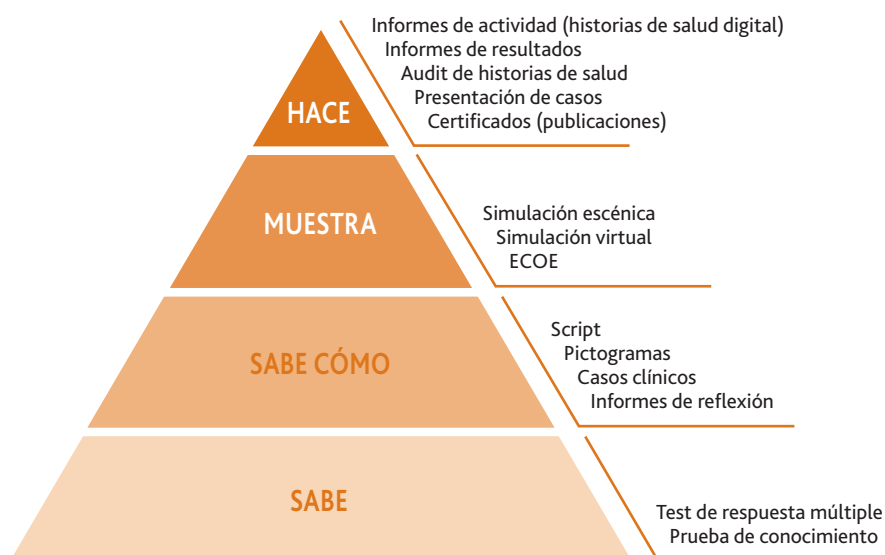 Informes de actividad (historias de salud digital)
Informes de resultados
Audit de historias de salud
Presentación de casos
Certificados (publicaciones)
HACE
Simulación escénica
Simulación virtual
ECOE
MUESTRA
Script
Pictogramas
Casos clínicos
Informes de reflexión
SABE CÓMO
Test de respuesta múltiple
Prueba de conocimiento
SABE